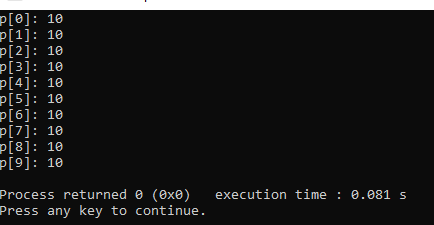 p[0]: 10
p[1]: 10
p[2]: 10
p[3]: 10
p[4]: 10
p[5]: 10
p[6]: 10
p[7]: 10
p[8]: 10
p[9]: 10
Process returned 0 (0x0)   execution time : 0.081 s
Press any key to continue.